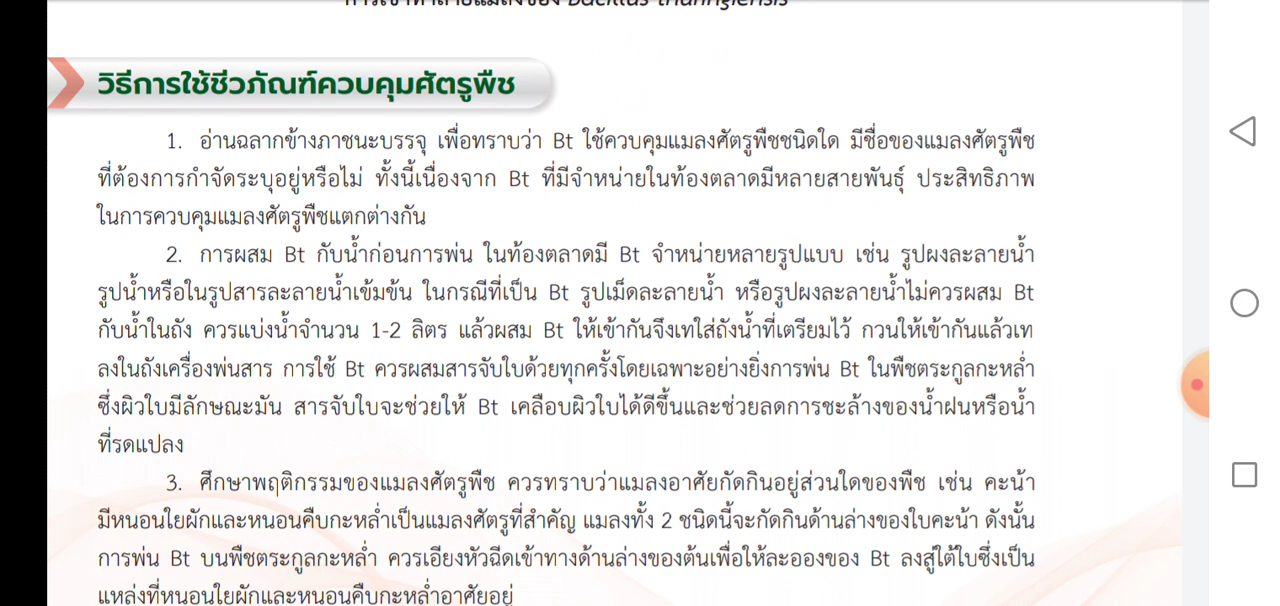 การเข้าทำลายแมลงของ Bacillus thuringiensis
วิธีการใช้ชีวภัณฑ์ควบคุมศัตรูพืช
1. อ่านฉลากข้างภาชนะบรรจุ เพื่อทราบว่า Bt ใช้ควบคุมแมลงศัตรูพืชชนิดใด มีชื่อของแมลงศัตรูพืช
ที่ต้องการกำจัดระบุอยู่หรือไม่ ทั้งนี้เนื่องจาก Bt ที่มีจำหน่ายในท้องตลาดมีหลายสายพันธุ์ ประสิทธิภาพ
ในการควบคุมแมลงศัตรูพืชแตกต่างกัน
2. การผสม Bt กับน้ำก่อนการพ่น ในท้องตลาดมี Bt จำหน่ายหลายรูปแบบ เช่น รูปผงละลายน้ำ
รูปน้ำหรือในรูปสารละลายน้ำเข้มข้น ในกรณีที่เป็น Bt รูปเม็ดละลายน้ำ หรือรูปผงละลายน้ำไม่ควรผสม Bt
กับน้ำในถัง ควรแบ่งน้ำจำนวน 1-2 ลิตร แล้วผสม Bt ให้เข้ากันจึงเทใส่ถังน้ำที่เตรียมไว้ กวนให้เข้ากันแล้วเท
ลงในถังเครื่องพ่นสาร การใช้ Bt ควรผสมสารจับใบด้วยทุกครั้งโดยเฉพาะอย่างยิ่งการพ่น Bt ในพืชตระกูลกะหล่ำ
ซึ่งผิวใบมีลักษณะมัน สารจับใบจะช่วยให้ Bt เคลือบผิวใบได้ดีขึ้นและช่วยลดการชะล้างของน้ำฝนหรือน้ำ
ที่รดแปลง
3. ศึกษาพฤติกรรมของแมลงศัตรูพืช ควรทราบว่าแมลงอาศัยกัดกินอยู่ส่วนใดของพืช เช่น คะน้า
มีหนอนใยผักและหนอนคืบกะหล่ำเป็นแมลงศัตรูที่สำคัญ แมลงทั้ง 2 ชนิดนี้จะกัดกินด้านล่างของใบคะน้า ดังนั้น
การพ่น Bt บนพืชตระกูลกะหล่ำ ควรเอียงหัวฉีดเข้าทางด้านล่างของต้นเพื่อให้ละอองของ Bt ลงสู่ใต้ใบซึ่งเป็น
แหล่งที่หนอนใยผักและหนอนคืบกะหล่ำอาศัยอยู่